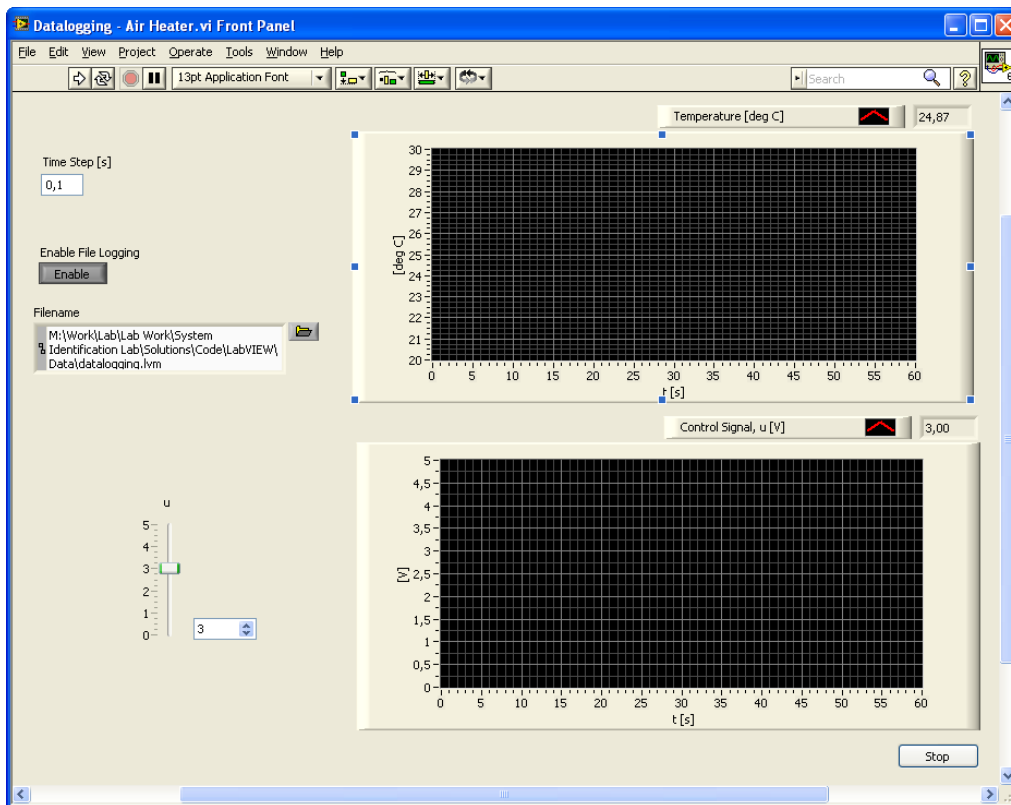 Datalogging - Air Heater.vi Front Panel
File Edit View Project Operate Tools Window Help
13pt Application Font
Search
?
6
Temperature [deg C]
24,87
Time Step [s]
0,1
Enable File Logging
Enable
Filename
M:\Work\Lab\Lab Work\System
Identification Lab\Solutions\Code\LabVIEW\
Data\datalogging.lvm
[deg C]
30
29
28
27
26
25
24
23
22
21
20
0 5 10 15 20 25 30 35 40 45 50 55 60
t [s]
Control Signal, u [V]
3,00
u
5
4
3
2
1
0
3
[V]
5
4,5
4
3,5
3
2,5
2
1,5
1
0,5
0
0 5 10 15 20 25 30 35 40 45 50 55 60
t [s]
Stop